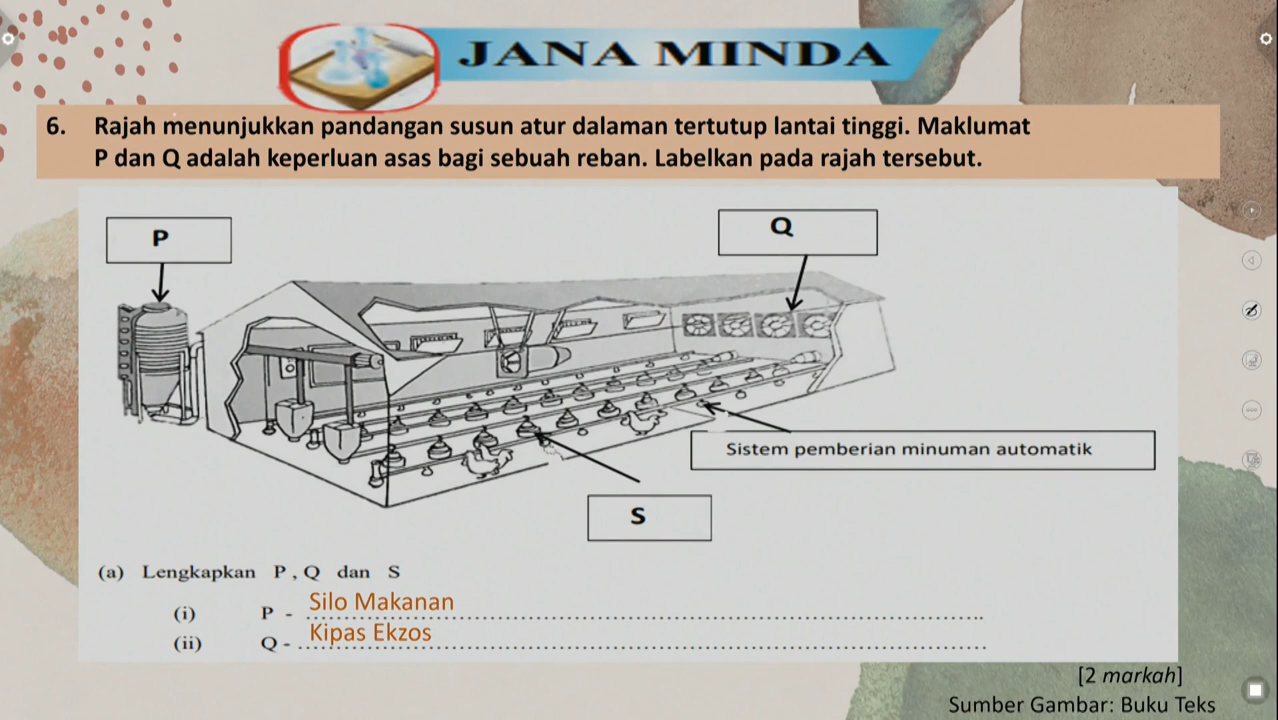 JANA MINDA
6. Rajah menunjukkan pandangan susun atur dalaman tertutup lantai tinggi. Maklumat
P dan Q adalah keperluan asas bagi sebuah reban. Labelkan pada rajah tersebut.
P
Q
Sistem pemberian minuman automatik
S
(a) Lengkapkan P , Q dan S
(i) P - Silo Makanan
(ii) Q - Kipas Ekzos
[2 markah]
Sumber Gambar: Buku Teks